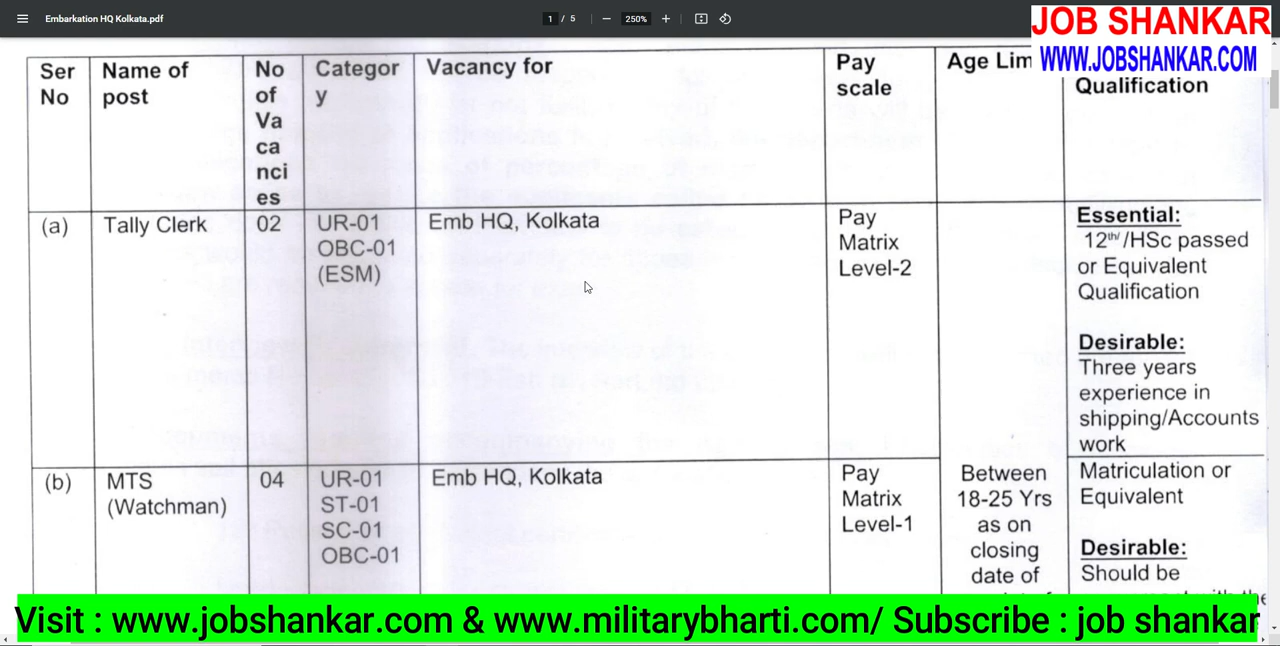 Embarkation HQ Kolkata.pdf
1 / 5
250%
JOB SHANKAR
WWW.JOBSHANKAR.COM
Ser
No
Name of
post
No
of
Va
ca
nci
es
Categor
y
Vacancy for
Pay
scale
Age Lim
Qualification
(a)
Tally Clerk
02
UR-01
OBC-01
(ESM)
Emb HQ, Kolkata
Pay
Matrix
Level-2
Essential:
12th/ /HSc passed
or Equivalent
Qualification
Desirable:
Three years
experience in
shipping/Accounts
work
(b)
MTS
(Watchman)
04
UR-01
ST-01
SC-01
OBC-01
Emb HQ, Kolkata
Pay
Matrix
Level-1
Between
18-25 Yrs
as on
closing
date of
Matriculation or
Equivalent
Desirable:
Should be
Visit : www.jobshankar.com & www.militarybharti.com/ Subscribe : job shankar